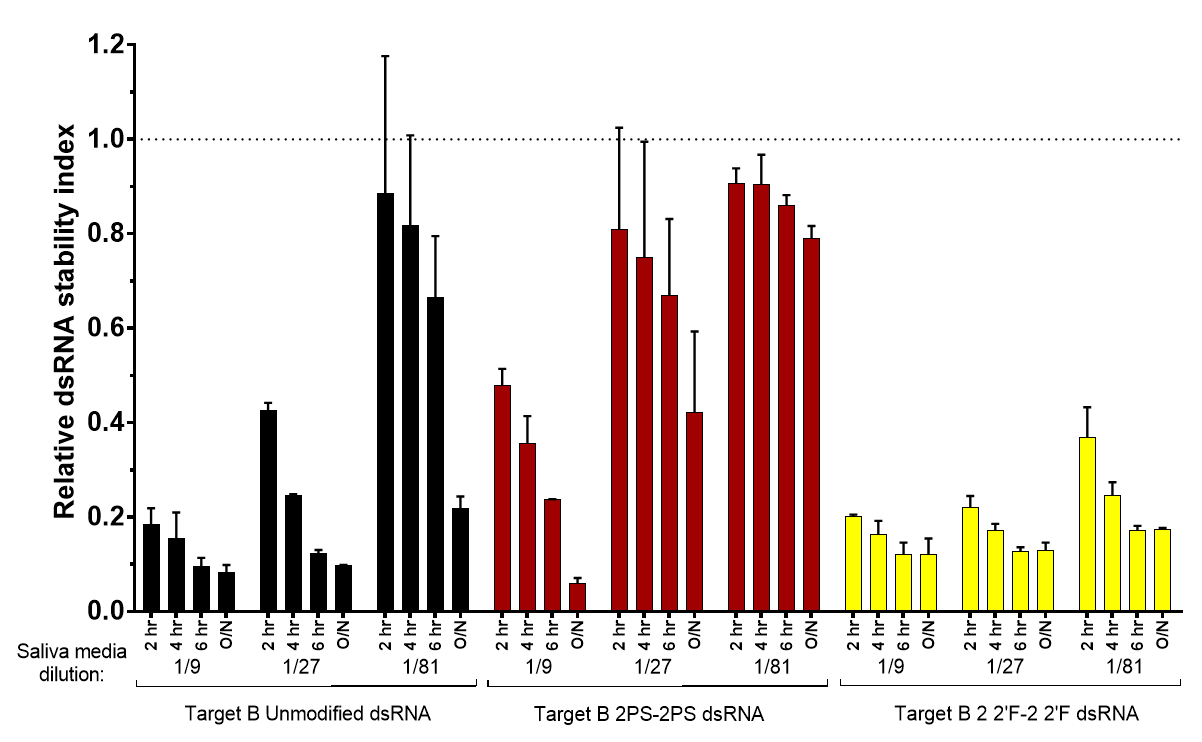 Relative dsRNA stability index
1.2
1.0
0.8
0.6
0.4
0.2
0.0
2 hr 4 hr 6 hr O/N 2 hr 4 hr 6 hr O/N 2 hr 4 hr 6 hr O/N 2 hr 4 hr 6 hr O/N 2 hr 4 hr 6 hr O/N 2 hr 4 hr 6 hr O/N 2 hr 4 hr 6 hr O/N 2 hr 4 hr 6 hr O/N 2 hr 4 hr 6 hr O/N
Saliva media
dilution:
1/9 1/27 1/81 1/9 1/27 1/81 1/9 1/27 1/81
Target B Unmodified dsRNA Target B 2PS-2PS dsRNA Target B 2 2'F-2 2'F dsRNA